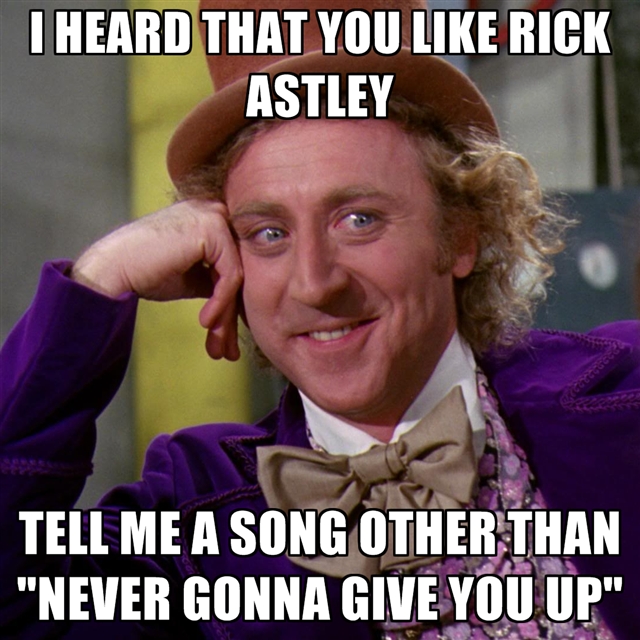 I HEARD THAT YOU LIKE RICK
ASTLEY
TELL ME A SONG OTHER THAN
"NEVER GONNA GIVE YOU UP"